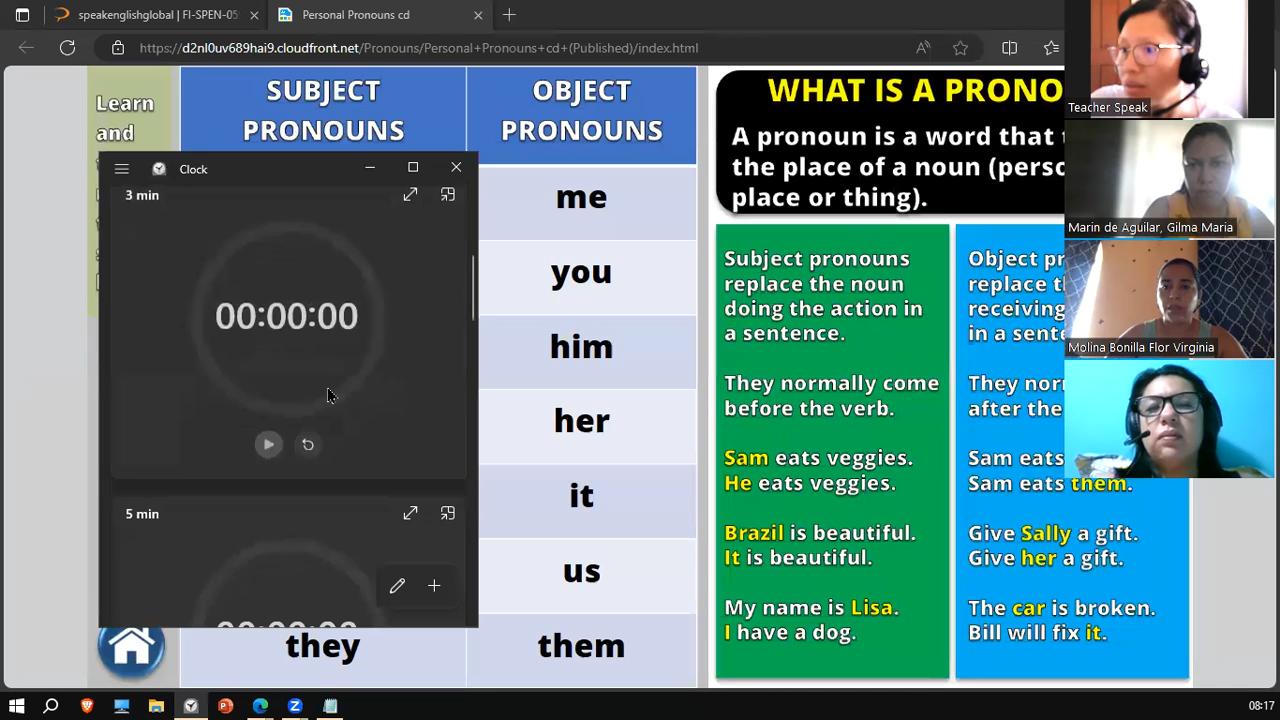 speakenglishglobal | FI-SPEN-05
Personal Pronouns cd
https://d2nl0uv689hai9.cloudfront.net/Pronouns/Personal+Pronouns+cd+(Published)/index.html
Learn
and
SUBJECT
PRONOUNS
OBJECT
PRONOUNS
me
you
him
her
it
us
they
them
Clock
3 min
00:00:00
5 min
WHAT IS A PRONO
A pronoun is a word that
the place of a noun
place or thing).
Subject pronouns
replace the noun
doing the action in
a sentence.
They normally come
before the verb.
Sam eats veggies.
He eats veggies.
Brazil is beautiful.
It is beautiful.
My name is Lisa.
I have a dog.
Object pr
replace th
receiving
in a sent
They nor
after the
Sam eats
Sam eats them.
Give Sally a gift.
Give her a gift.
The car is broken.
Bill will fix it.
Teacher Speak
Marin de Aguilar, Gilma Maria
Molina Bonilla Flor Virginia
08:17